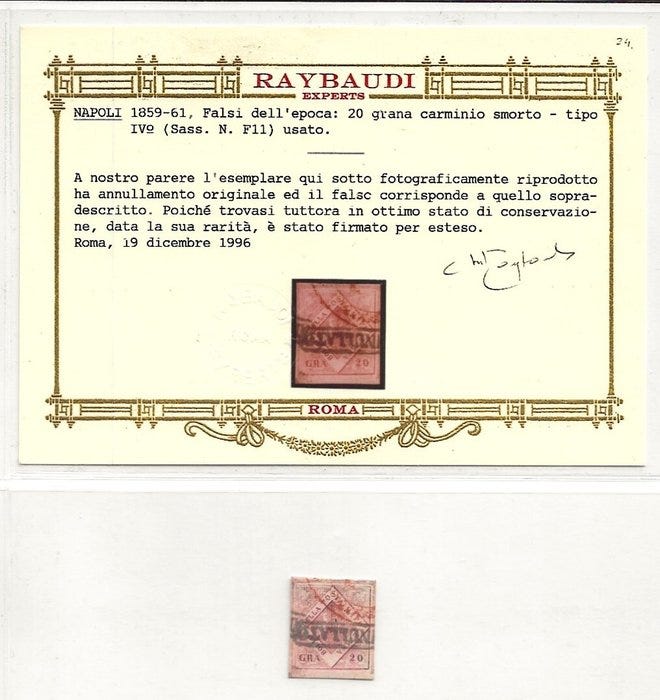 24.
RAYBAUDI
EXPERTS
NAPOLI 1859-61, Falsi dell'epoca: 20 grana carminio smorto - tipo
IVº (Sass. N. F11) usato.
A nostro parere l'esemplare qui sotto fotograficamente riprodotto
ha annullamento originale ed il falsc corrisponde a quello sopra-
descritto. Poiché trovasi tuttora in ottimo stato di conservazio-
ne, data la sua rarità, è stato firmato per esteso.
Roma, 19 dicembre 1996
GRA 20
ROMA
GRA 20